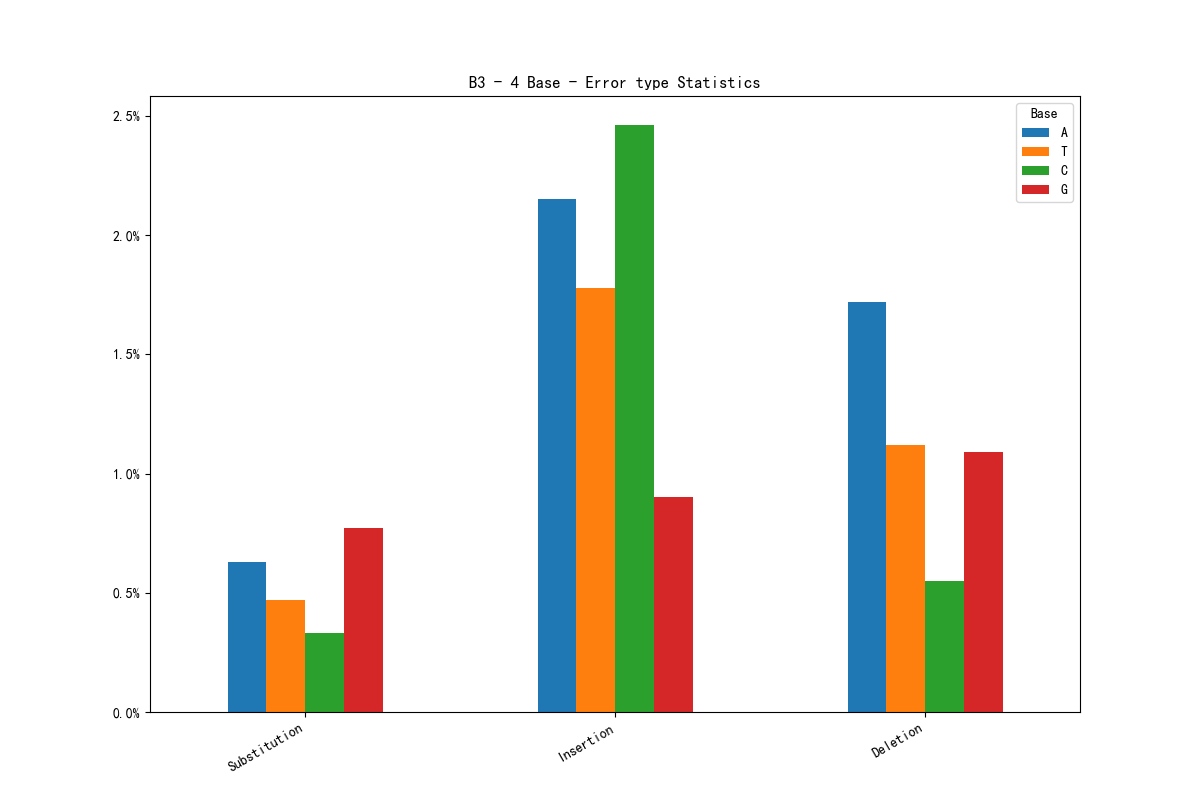 B3 - 4 Base - Error type Statistics
2.5%
2.0%
1.5%
1.0%
0.5%
0.0%
Base
A
T
C
G
Substitution
Insertion
Deletion